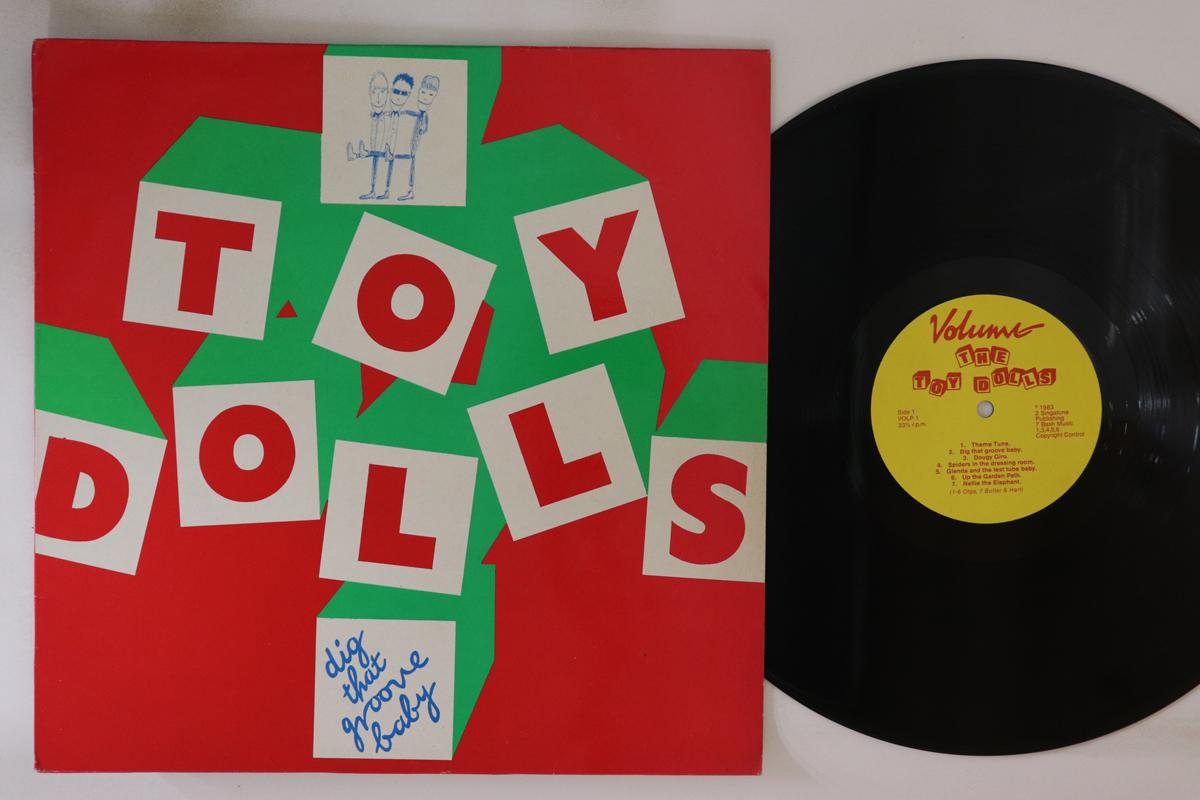 TOY
DOLLS
dig
that
groove
baby
Volume
THE
TOY DOLLS
Side 1
VOLP 1
33⅓ r.p.m.
℗ 1983
2 Singatune
Publishing
7 Bash Music
1,3,4,5,6
Copyright Control
1. Theme Tune.
2. Dig that groove baby.
3. Dougy Giro.
4. Spiders in the dressing room.
5. Glenda and the test tube baby.
6. Up the Garden Path.
7. Nellie the Elephant.
(1-6 Olga, 7 Butler & Hart)